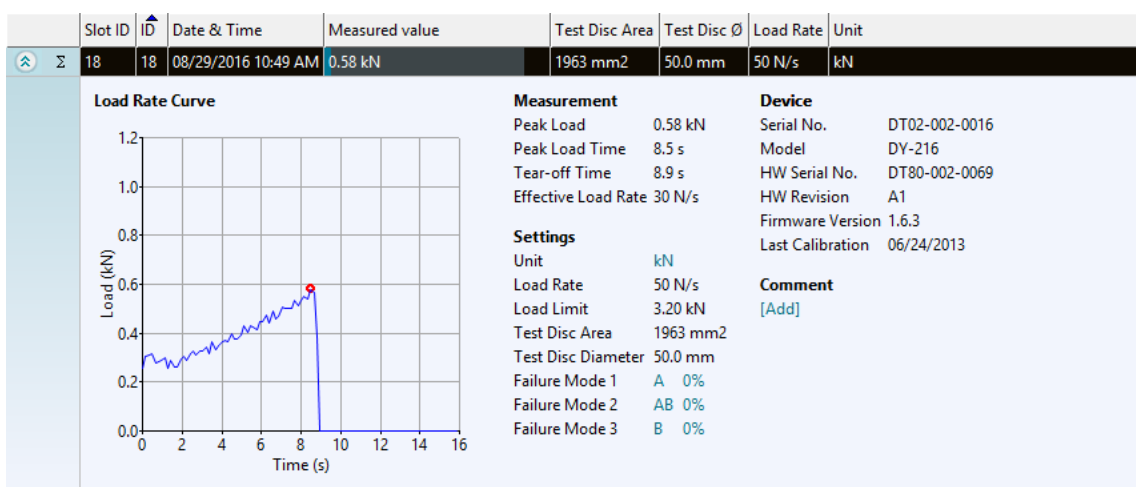 Slot ID ID Date & Time Measured value Test Disc Area Test Disc Ø Load Rate Unit
Σ 18 18 08/29/2016 10:49 AM 0.58 kN 1963 mm2 50.0 mm 50 N/s kN
Load Rate Curve
1.2
1.0
0.8
0.6
0.4
0.2
0.0
Load (kN)
0 2 4 6 8 10 12 14 16
Time (s)
Measurement
Peak Load 0.58 kN
Peak Load Time 8.5 s
Tear-off Time 8.9 s
Effective Load Rate 30 N/s
Settings
Unit kN
Load Rate 50 N/s
Load Limit 3.20 kN
Test Disc Area 1963 mm2
Test Disc Diameter 50.0 mm
Failure Mode 1 A 0%
Failure Mode 2 AB 0%
Failure Mode 3 B 0%
Device
Serial No. DT02-002-0016
Model DY-216
HW Serial No. DT80-002-0069
HW Revision A1
Firmware Version 1.6.3
Last Calibration 06/24/2013
Comment
[Add]